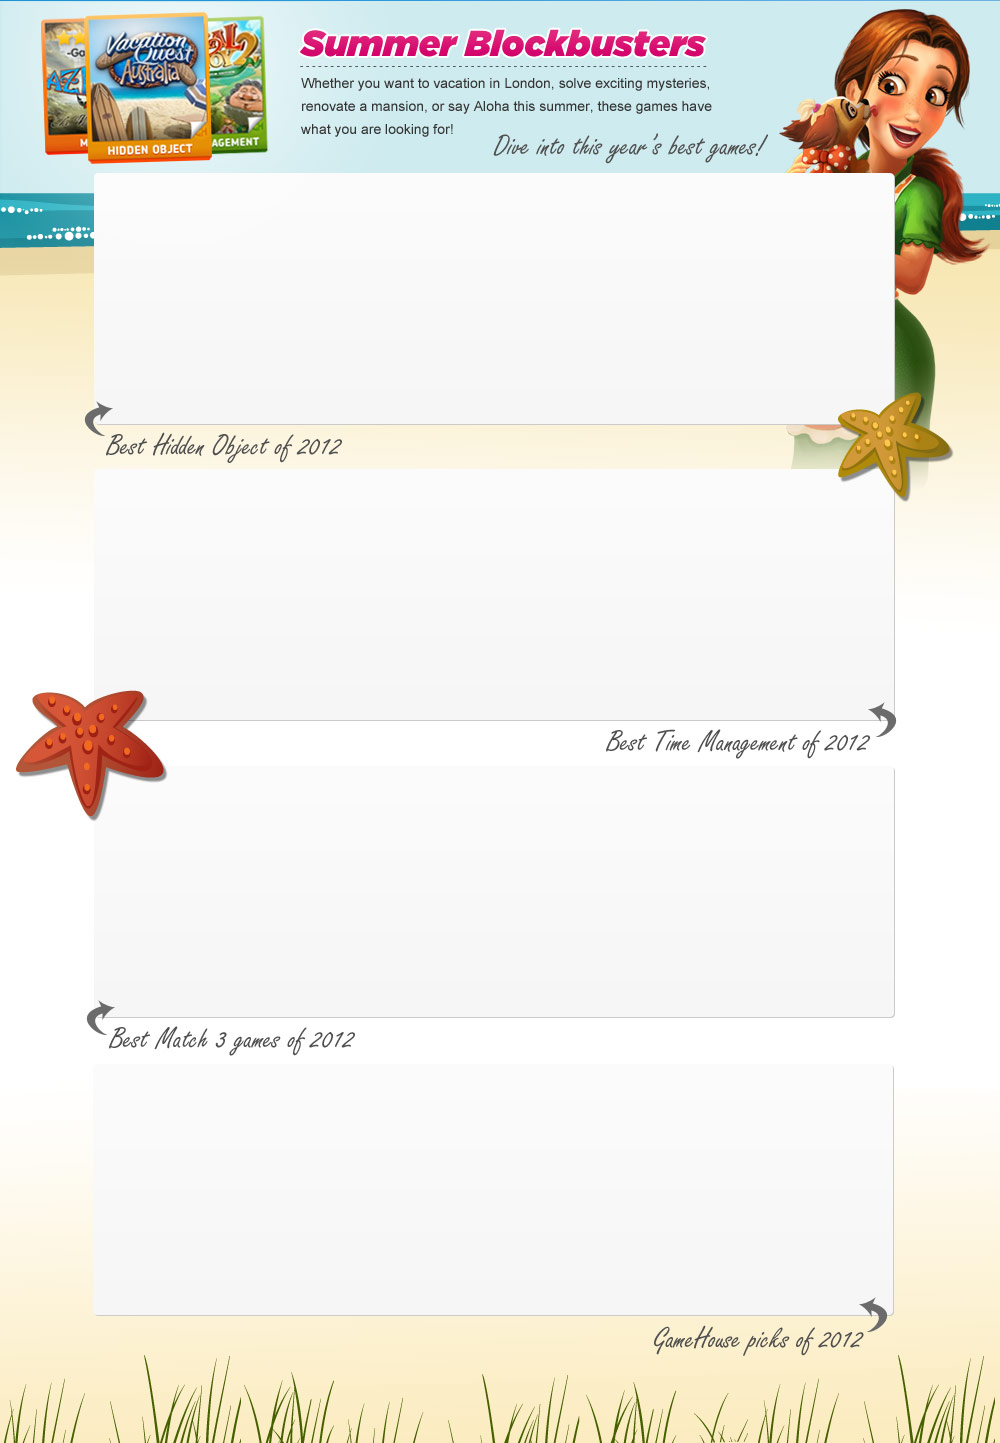 Vacation
Quest
Australia
HIDDEN OBJECT
AGEMENT
Summer Blockbusters
Whether you want to vacation in London, solve exciting mysteries,
renovate a mansion, or say Aloha this summer, these games have
what you are looking for!
Dive into this year's best games!
Best Hidden Object of 2012
Best Time Management of 2012
Best Match 3 games of 2012
GameHouse picks of 2012